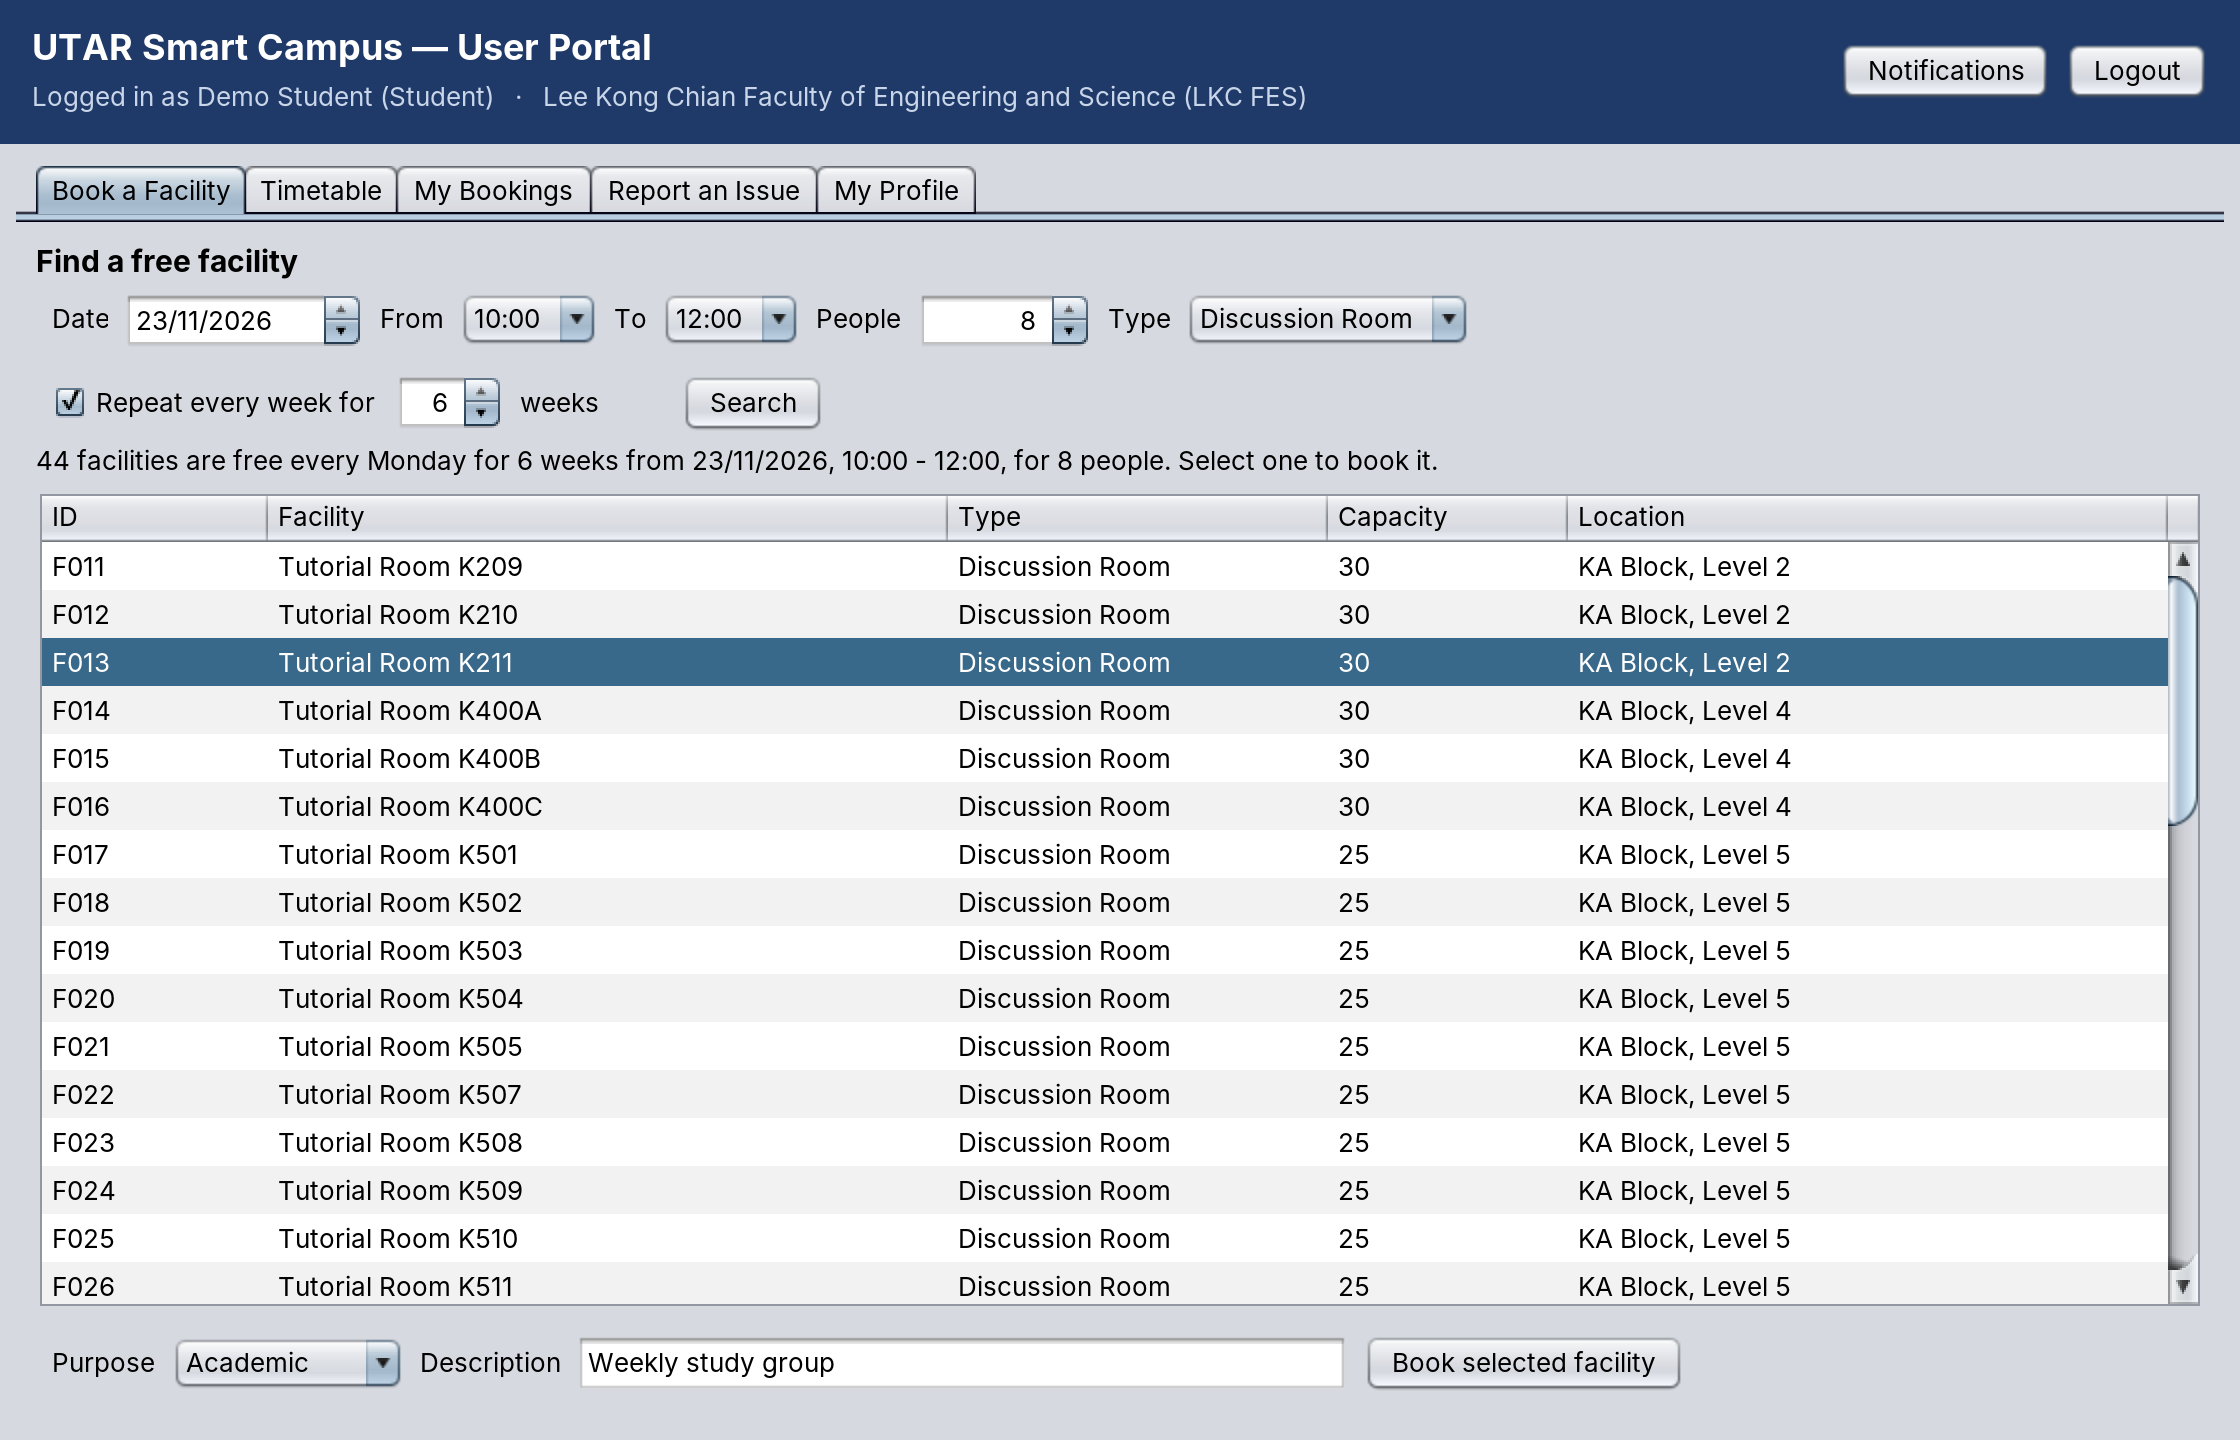 UTAR Smart Campus — User Portal
Logged in as Demo Student (Student) · Lee Kong Chian Faculty of Engineering and Science (LKC FES)
Notifications Logout
Book a Facility Timetable My Bookings Report an Issue My Profile
Find a free facility
Date 23/11/2026 From 10:00 To 12:00 People 8 Type Discussion Room
Repeat every week for 6 weeks Search
44 facilities are free every Monday for 6 weeks from 23/11/2026, 10:00 - 12:00, for 8 people. Select one to book it.
ID Facility Type Capacity Location
F011 Tutorial Room K209 Discussion Room 30 KA Block, Level 2
F012 Tutorial Room K210 Discussion Room 30 KA Block, Level 2
F013 Tutorial Room K211 Discussion Room 30 KA Block, Level 2
F014 Tutorial Room K400A Discussion Room 30 KA Block, Level 4
F015 Tutorial Room K400B Discussion Room 30 KA Block, Level 4
F016 Tutorial Room K400C Discussion Room 30 KA Block, Level 4
F017 Tutorial Room K501 Discussion Room 25 KA Block, Level 5
F018 Tutorial Room K502 Discussion Room 25 KA Block, Level 5
F019 Tutorial Room K503 Discussion Room 25 KA Block, Level 5
F020 Tutorial Room K504 Discussion Room 25 KA Block, Level 5
F021 Tutorial Room K505 Discussion Room 25 KA Block, Level 5
F022 Tutorial Room K507 Discussion Room 25 KA Block, Level 5
F023 Tutorial Room K508 Discussion Room 25 KA Block, Level 5
F024 Tutorial Room K509 Discussion Room 25 KA Block, Level 5
F025 Tutorial Room K510 Discussion Room 25 KA Block, Level 5
F026 Tutorial Room K511 Discussion Room 25 KA Block, Level 5
Purpose Academic Description Weekly study group Book selected facility